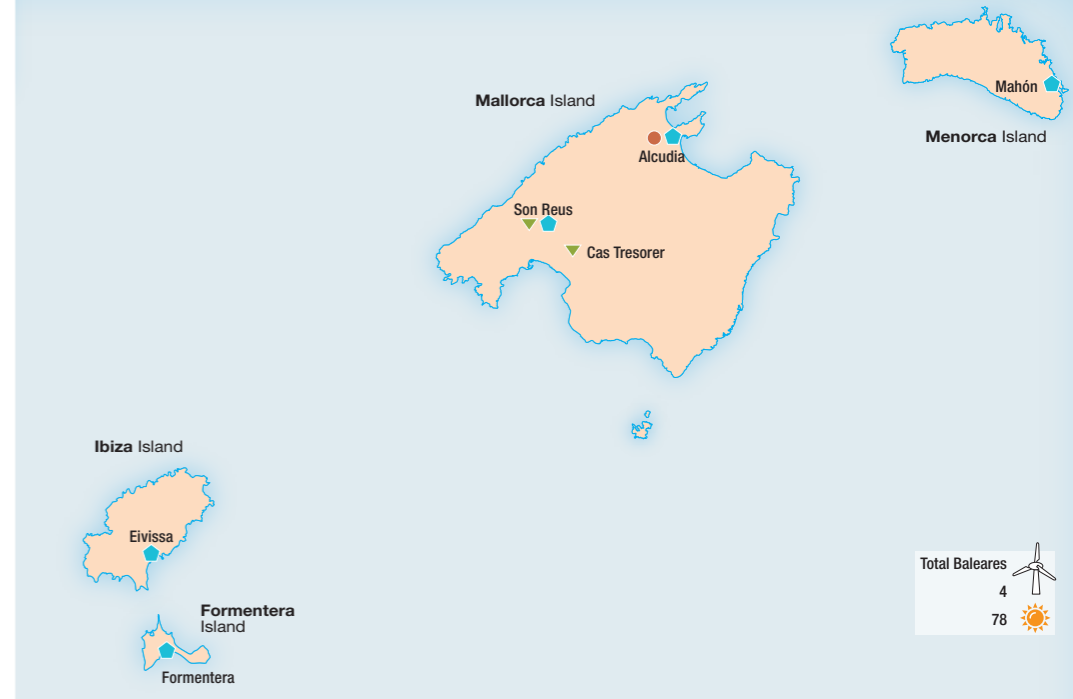 Mallorca Island
Mahón
Menorca Island
Alcudia
Son Reus
Cas Tresorer
Ibiza Island
Eivissa
Formentera
Island
Formentera
Total Baleares
4
78